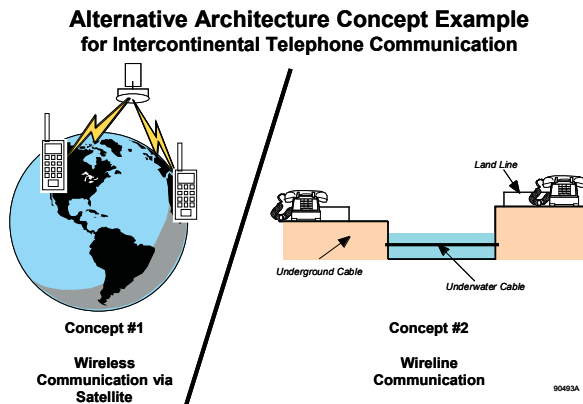 Alternative Architecture Concept Example
for Intercontinental Telephone Communication
Land Line
Underground Cable
Underwater Cable
Concept #1
Wireless
Communication via
Satellite
Concept #2
Wireline
Communication
90493A